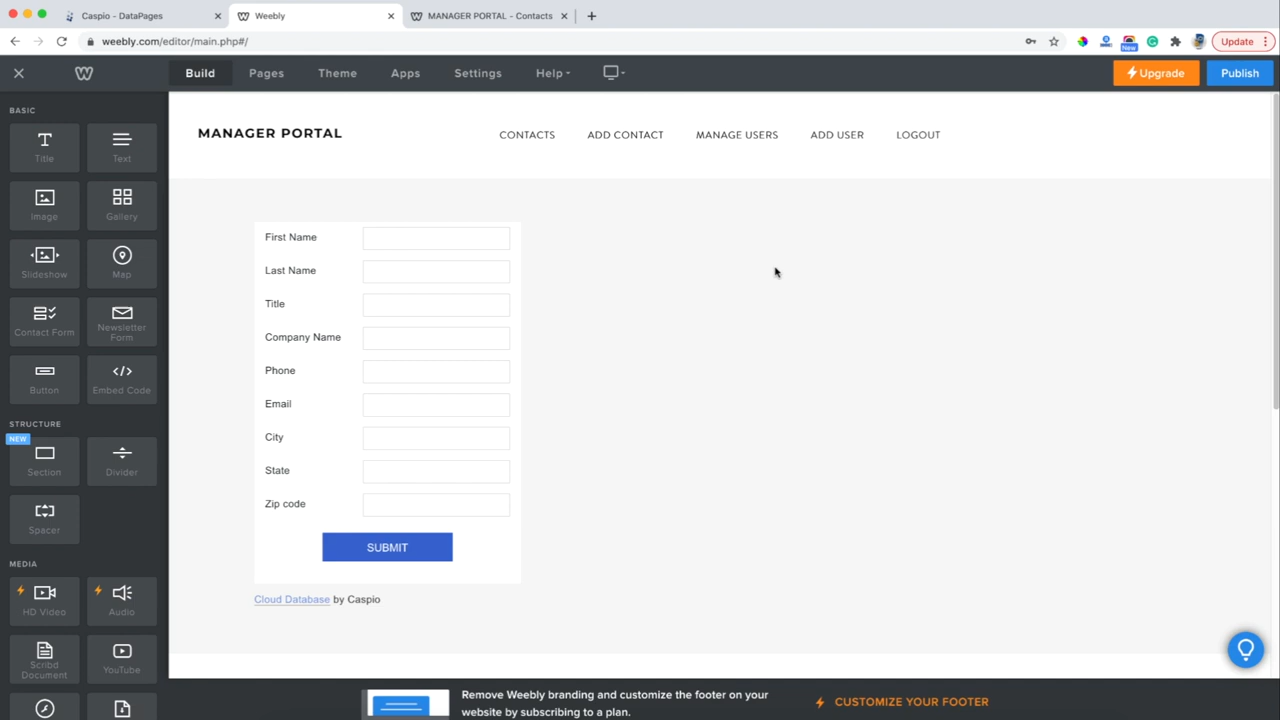 Caspio - DataPages
Weebly
MANAGER PORTAL - Contacts
weebly.com/editor/main.php#/
New
Update
Build
Pages
Theme
Apps
Settings
Help
Upgrade
Publish
BASIC
Title
Text
Image
Gallery
Slideshow
Map
Contact Form
Newsletter
Form
Button
Embed Code
STRUCTURE
NEW
Section
Divider
Spacer
MEDIA
HD Video
Audio
Scribd
Document
YouTube
MANAGER PORTAL
CONTACTS
ADD CONTACT
MANAGE USERS
ADD USER
LOGOUT
First Name
Last Name
Title
Company Name
Phone
Email
City
State
Zip code
SUBMIT
Cloud Database by Caspio
Remove Weebly branding and customize the footer on your
website by subscribing to a plan.
CUSTOMIZE YOUR FOOTER